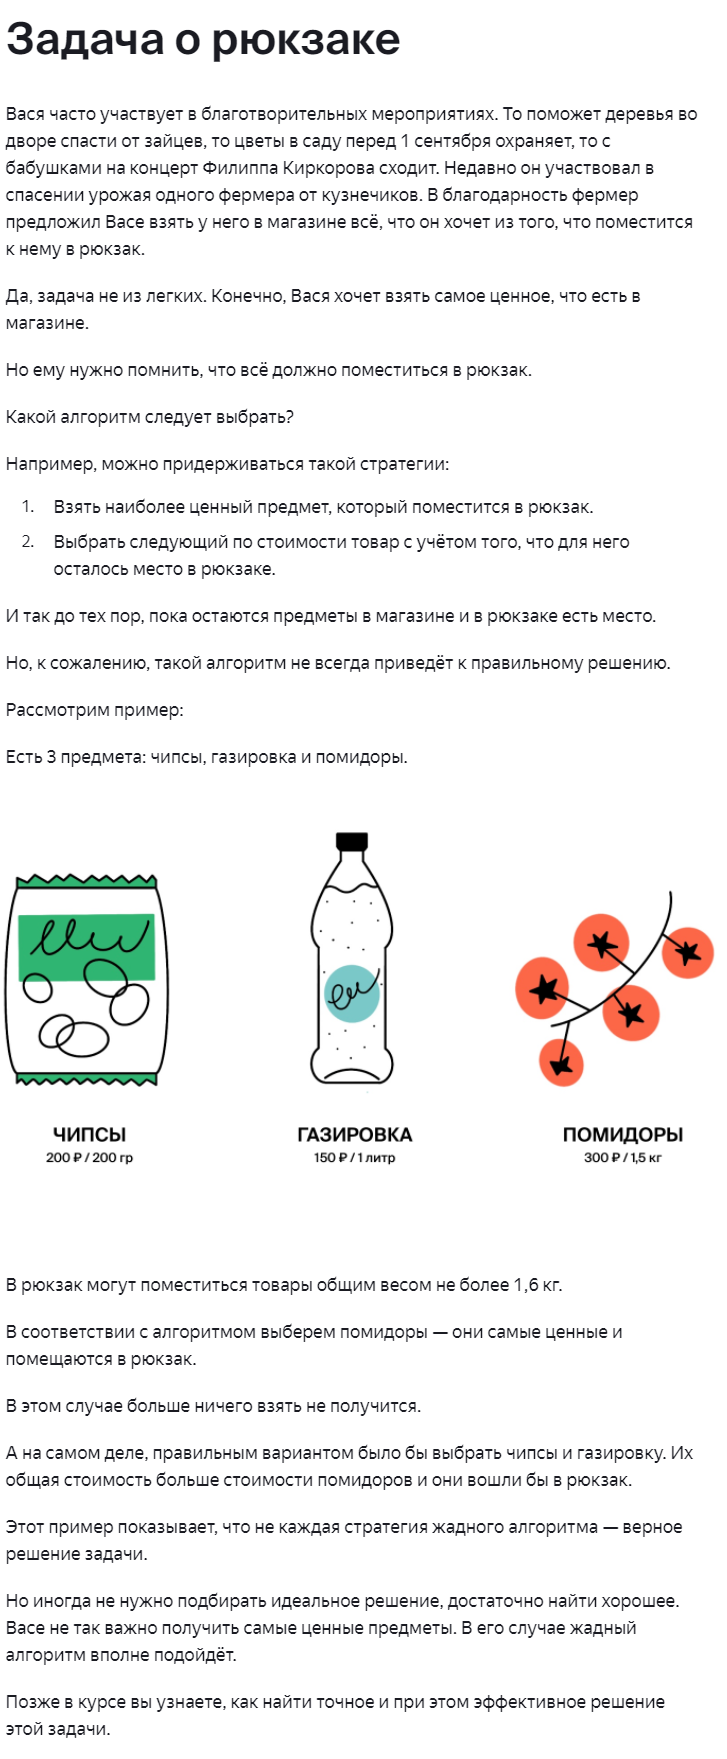 Задача о рюкзаке
Вася часто участвует в благотворительных мероприятиях. То поможет деревья во
дворе спасти от зайцев, то цветы в саду перед 1 сентября охраняет, то с
бабушками на концерт Филиппа Киркорова сходит. Недавно он участвовал в
спасении урожая одного фермера от кузнечиков. В благодарность фермер
предложил Васе взять у него в магазине всё, что он хочет из того, что поместится
к нему в рюкзак.
Да, задача не из легких. Конечно, Вася хочет взять самое ценное, что есть в
магазине.
Но ему нужно помнить, что всё должно поместиться в рюкзак.
Какой алгоритм следует выбрать?
Например, можно придерживаться такой стратегии:
1. Взять наиболее ценный предмет, который поместится в рюкзак.
2. Выбрать следующий по стоимости товар с учётом того, что для него
осталось место в рюкзаке.
И так до тех пор, пока остаются предметы в магазине и в рюкзаке есть место.
Но, к сожалению, такой алгоритм не всегда приведёт к правильному решению.
Рассмотрим пример:
Есть 3 предмета: чипсы, газировка и помидоры.
ЧИПСЫ
200 ₽ / 200 гр
ГАЗИРОВКА
150 ₽ / 1 литр
ПОМИДОРЫ
300 ₽ / 1,5 кг
В рюкзак могут поместиться товары общим весом не более 1,6 кг.
В соответствии с алгоритмом выберем помидоры — они самые ценные и
помещаются в рюкзак.
В этом случае больше ничего взять не получится.
А на самом деле, правильным вариантом было бы выбрать чипсы и газировку. Их
общая стоимость больше стоимости помидоров и они вошли бы в рюкзак.
Этот пример показывает, что не каждая стратегия жадного алгоритма — верное
решение задачи.
Но иногда не нужно подбирать идеальное решение, достаточно найти хорошее.
Васе не так важно получить самые ценные предметы. В его случае жадный
алгоритм вполне подойдёт.
Позже в курсе вы узнаете, как найти точное и при этом эффективное решение
этой задачи.